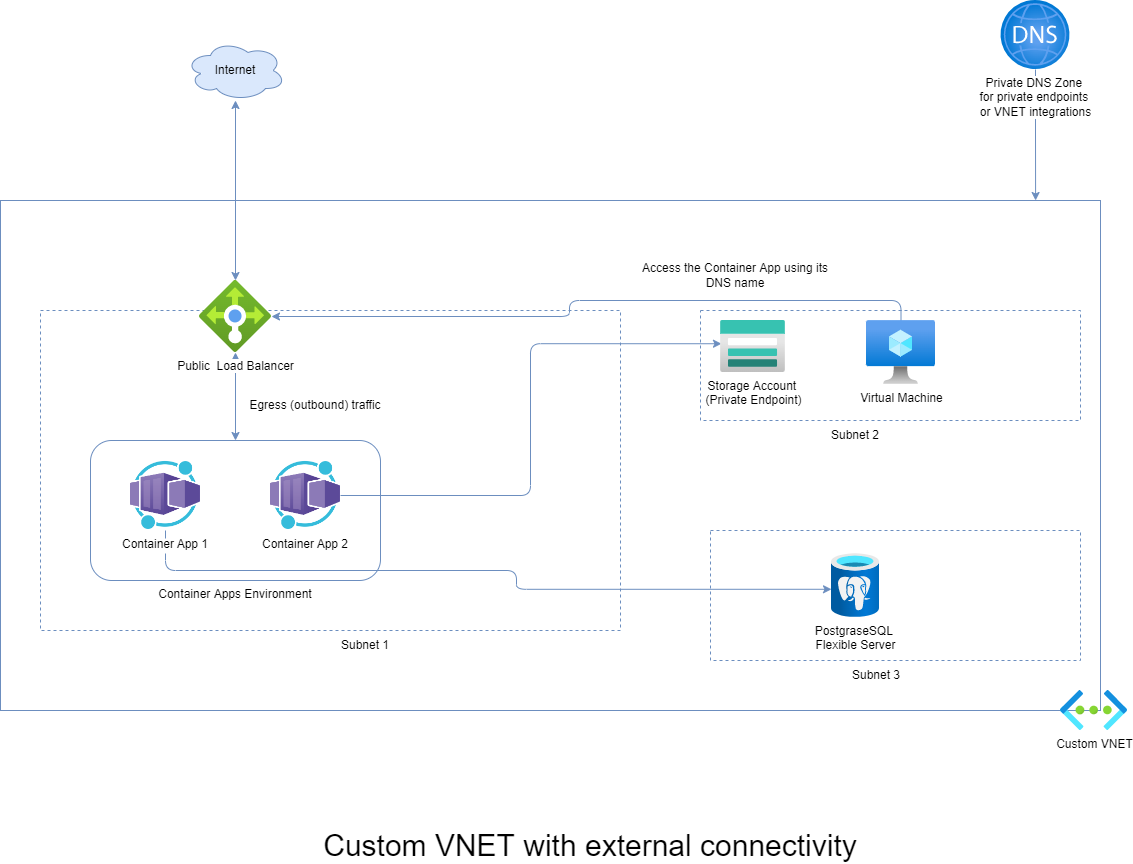 DNS
Internet
Private DNS Zone
for private endpoints
or VNET integrations
Access the Container App using its
DNS name
Public  Load Balancer
Egress (outbound) traffic
Storage Account
(Private Endpoint)
Virtual Machine
Subnet 2
Container App 1
Container App 2
Container Apps Environment
Subnet 1
PostgraseSQL
Flexible Server
Subnet 3
Custom VNET
Custom VNET with external connectivity